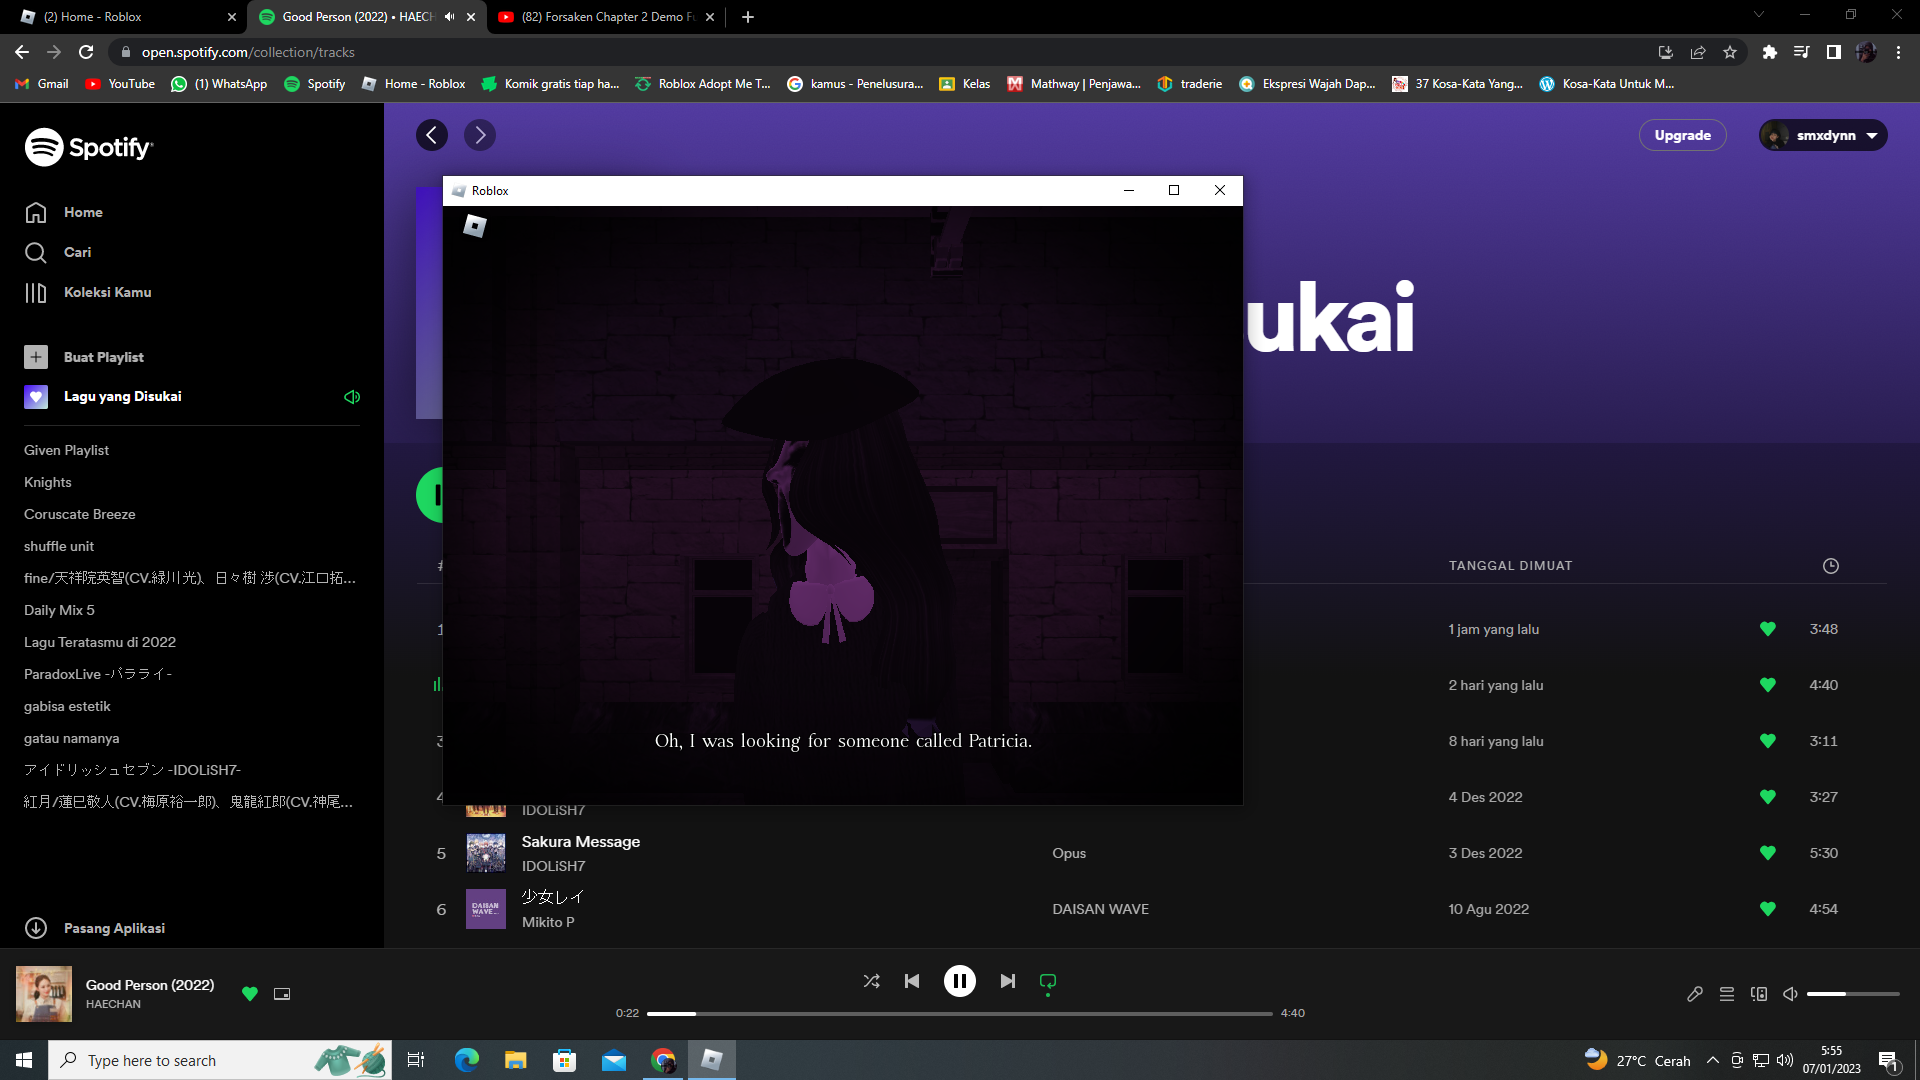 (2) Home - Roblox
Good Person (2022) • HAECH
(82) Forsaken Chapter 2 Demo Fu
open.spotify.com/collection/tracks
Gmail
YouTube
(1) WhatsApp
Spotify
Home - Roblox
Komik gratis tiap ha...
Roblox Adopt Me T...
kamus - Penelusura...
Kelas
Mathway | Penjawa...
traderie
Ekspresi Wajah Dap...
37 Kosa-Kata Yang...
Kosa-Kata Untuk M...
Spotify
Home
Cari
Koleksi Kamu
Buat Playlist
Lagu yang Disukai
Given Playlist
Knights
Coruscate Breeze
shuffle unit
fine/天祥院英智(CV.緑川光)、日々樹 渉(CV.江口拓...
Daily Mix 5
Lagu Teratasmu di 2022
ParadoxLive -パラライ-
gabisa estetik
gatau namanya
アイドリッシュセブン -IDOLiSH7-
紅月/蓮巳敬人(CV.梅原裕一郎)、鬼龍紅郎(CV.神尾...
Pasang Aplikasi
Upgrade
smxdynn
ukai
Roblox
Oh, I was looking for someone called Patricia.
#
TANGGAL DIMUAT
1
1 jam yang lalu
3:48
2 hari yang lalu
4:40
3
8 hari yang lalu
3:11
4
IDOLiSH7
4 Des 2022
3:27
5
Sakura Message
IDOLiSH7
Opus
3 Des 2022
5:30
6
DAISAN WAVE
少女レイ
Mikito P
DAISAN WAVE
10 Agu 2022
4:54
Good Person (2022)
HAECHAN
0:22
4:40
Type here to search
27°C Cerah
5:55
07/01/2023
1